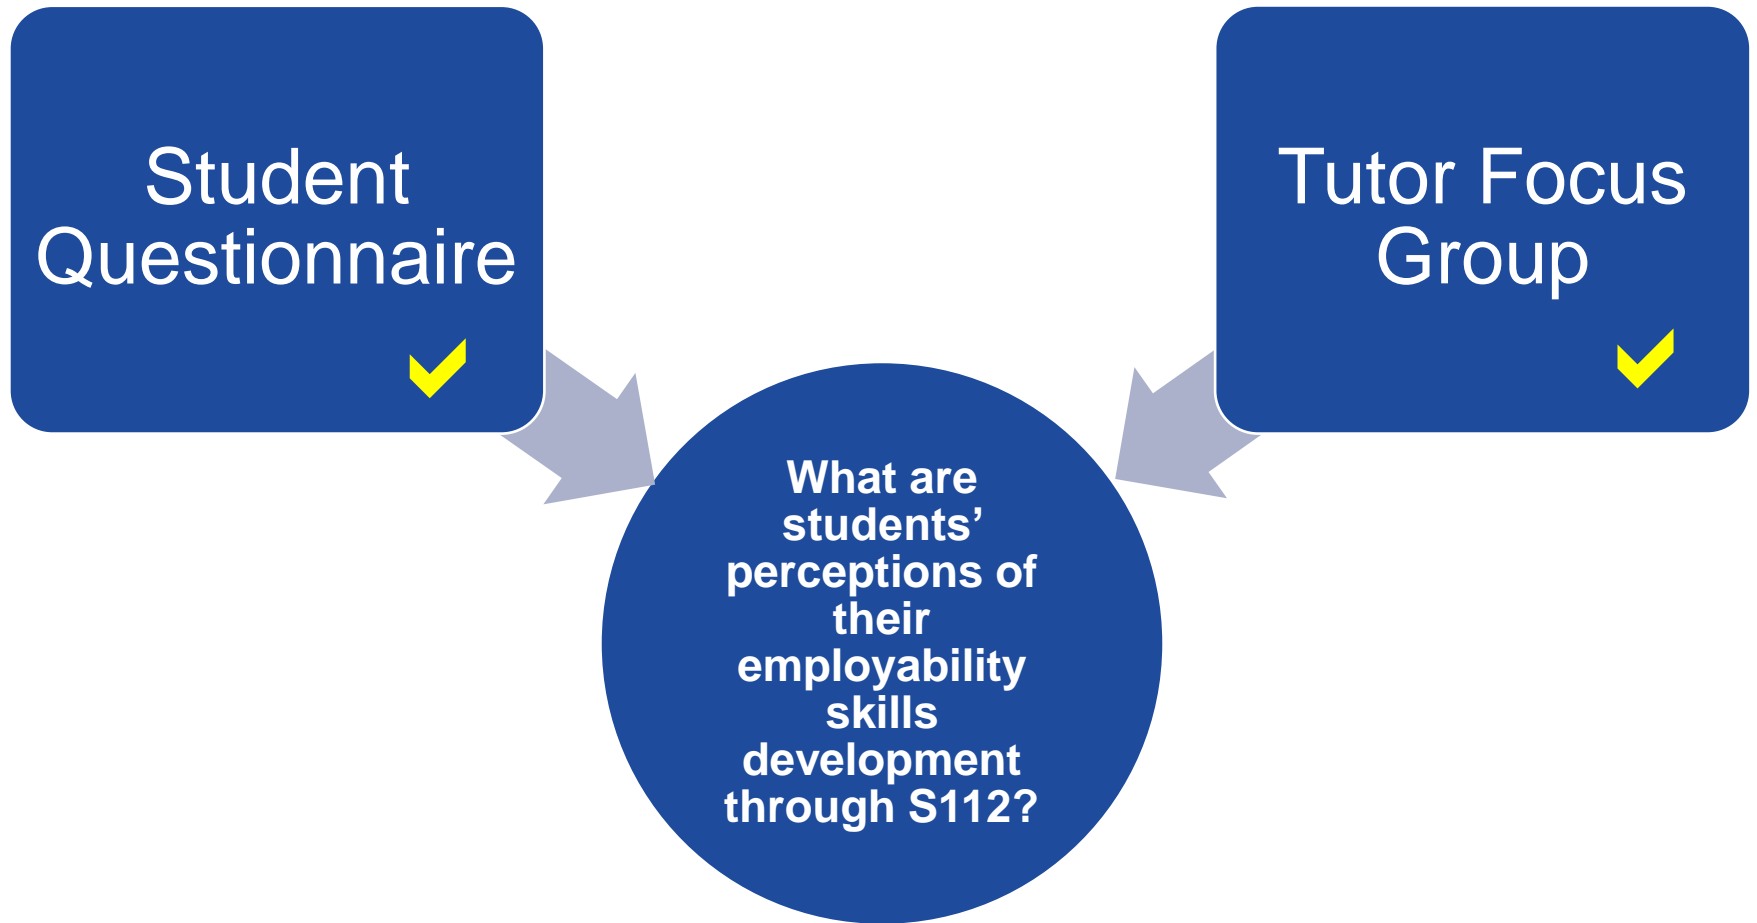 Student
Questionnaire
Tutor Focus
Group
What are
students’
perceptions of
their
employability
skills
development
through S112?